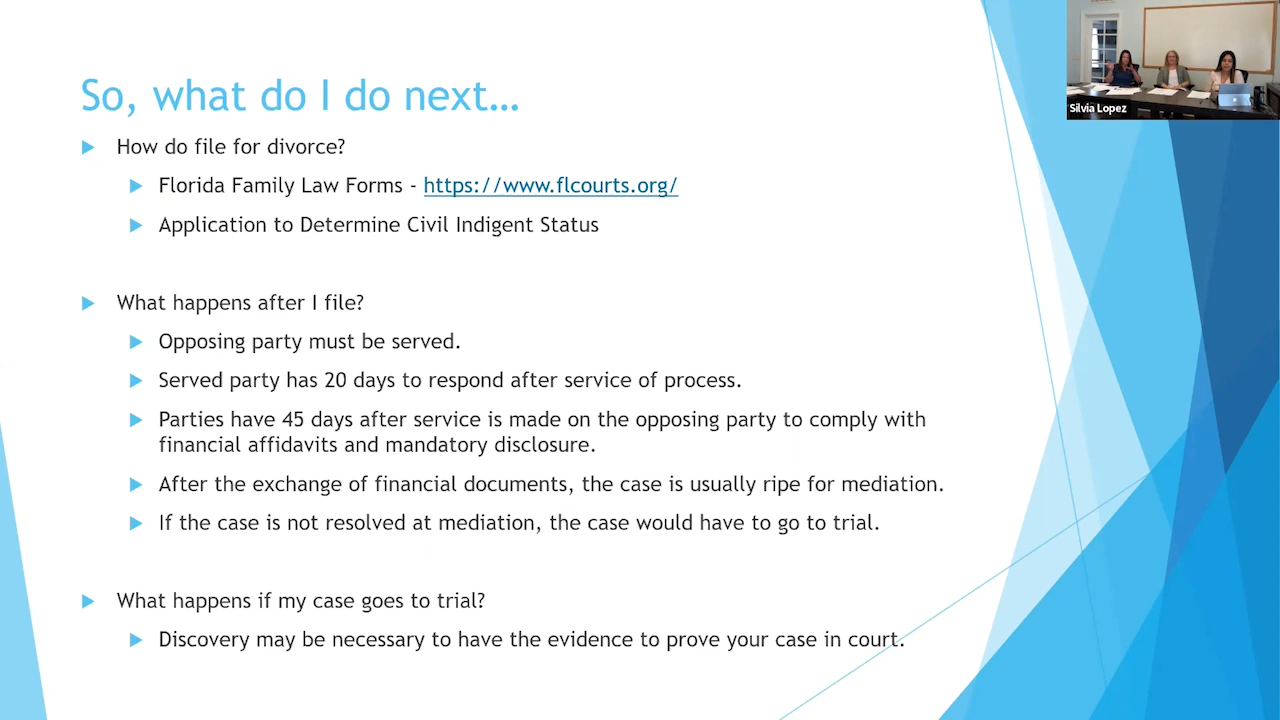 So, what do I do next...
How do file for divorce?
Florida Family Law Forms - https://www.flcourts.org/
Application to Determine Civil Indigent Status
What happens after I file?
Opposing party must be served.
Served party has 20 days to respond after service of process.
Parties have 45 days after service is made on the opposing party to comply with
financial affidavits and mandatory disclosure.
After the exchange of financial documents, the case is usually ripe for mediation.
If the case is not resolved at mediation, the case would have to go to trial.
What happens if my case goes to trial?
Discovery may be necessary to have the evidence to prove your case in court.
Silvia Lopez